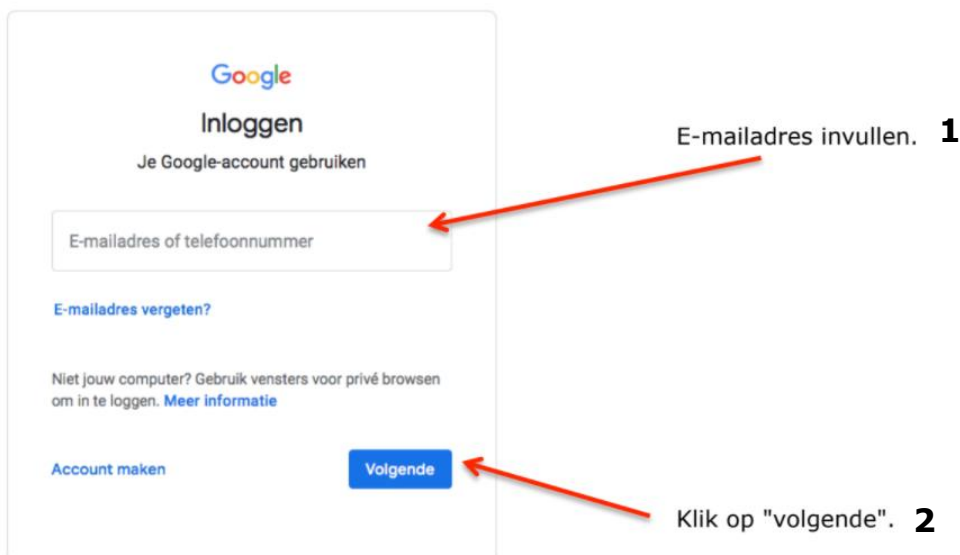 Google
Inloggen
Je Google-account gebruiken
E-mailadres invullen. 1
E-mailadres of telefoonnummer
E-mailadres vergeten?
Niet jouw computer? Gebruik vensters voor privé browsen
om in te loggen. Meer informatie
Account maken
Volgende
Klik op "volgende". 2